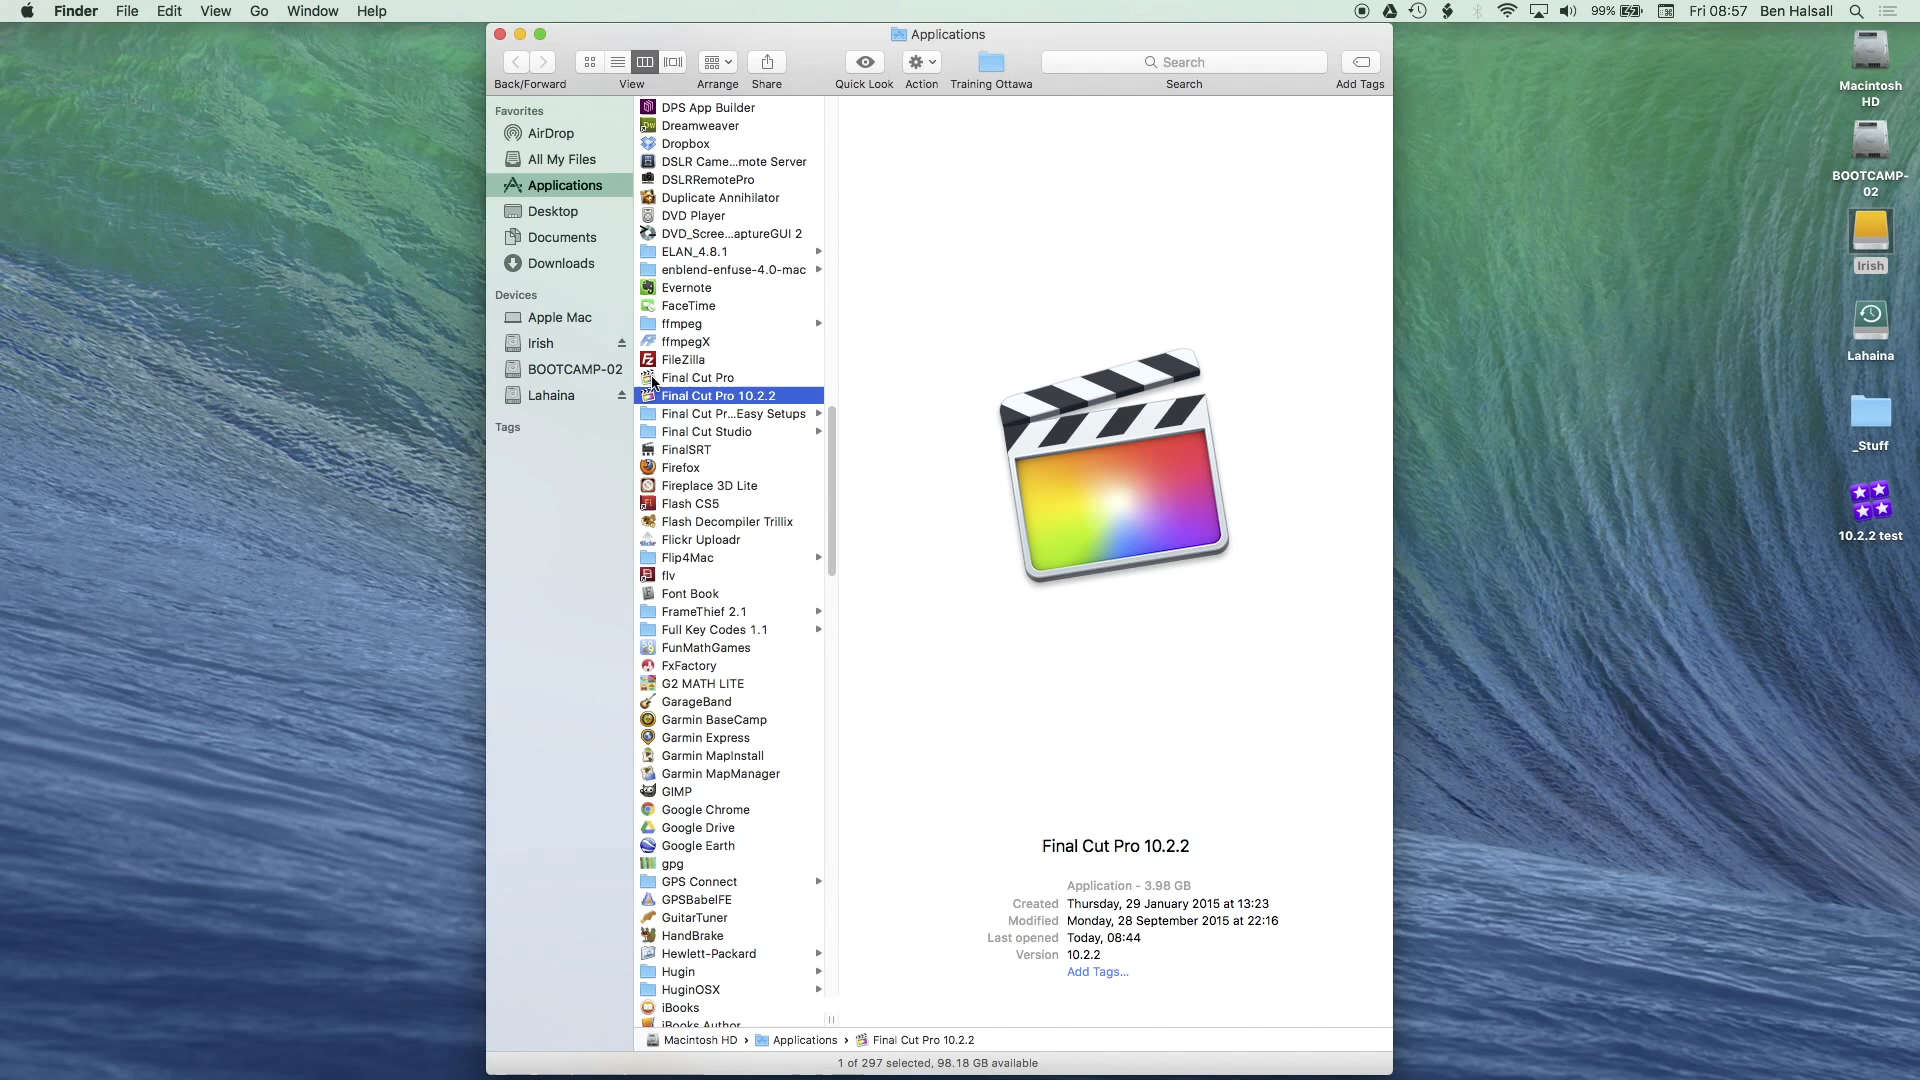 Finder File Edit View Go Window Help
99% Fri 08:57 Ben Halsall
Applications
Back/Forward View Arrange Share Quick Look Action Training Ottawa Search Add Tags
Search
Favorites
AirDrop
All My Files
Applications
Desktop
Documents
Downloads
Devices
Apple Mac
Irish
BOOTCAMP-02
Lahaina
Tags
DPS App Builder
Dreamweaver
Dropbox
DSLR Came...mote Server
DSLRRemotePro
Duplicate Annihilator
DVD Player
DVD_Scree...aptureGUI 2
ELAN_4.8.1
enblend-enfuse-4.0-mac
Evernote
FaceTime
ffmpeg
ffmpegX
FileZilla
Final Cut Pro
Final Cut Pro 10.2.2
Final Cut Pr...Easy Setups
Final Cut Studio
FinalSRT
Firefox
Fireplace 3D Lite
Flash CS5
Flash Decompiler Trillix
Flickr Uploadr
Flip4Mac
flv
Font Book
FrameThief 2.1
Full Key Codes 1.1
FunMathGames
FxFactory
G2 MATH LITE
GarageBand
Garmin BaseCamp
Garmin Express
Garmin MapInstall
Garmin MapManager
GIMP
Google Chrome
Google Drive
Google Earth
gpg
GPS Connect
GPSBabelFE
GuitarTuner
HandBrake
Hewlett-Packard
Hugin
HuginOSX
iBooks
iBooks Author
Final Cut Pro 10.2.2
Application - 3.98 GB
Created Thursday, 29 January 2015 at 13:23
Modified Monday, 28 September 2015 at 22:16
Last opened Today, 08:44
Version 10.2.2
Add Tags...
Macintosh HD › Applications › Final Cut Pro 10.2.2
1 of 297 selected, 98.18 GB available
Macintosh
HD
BOOTCAMP-
02
Irish
Lahaina
_Stuff
10.2.2 test